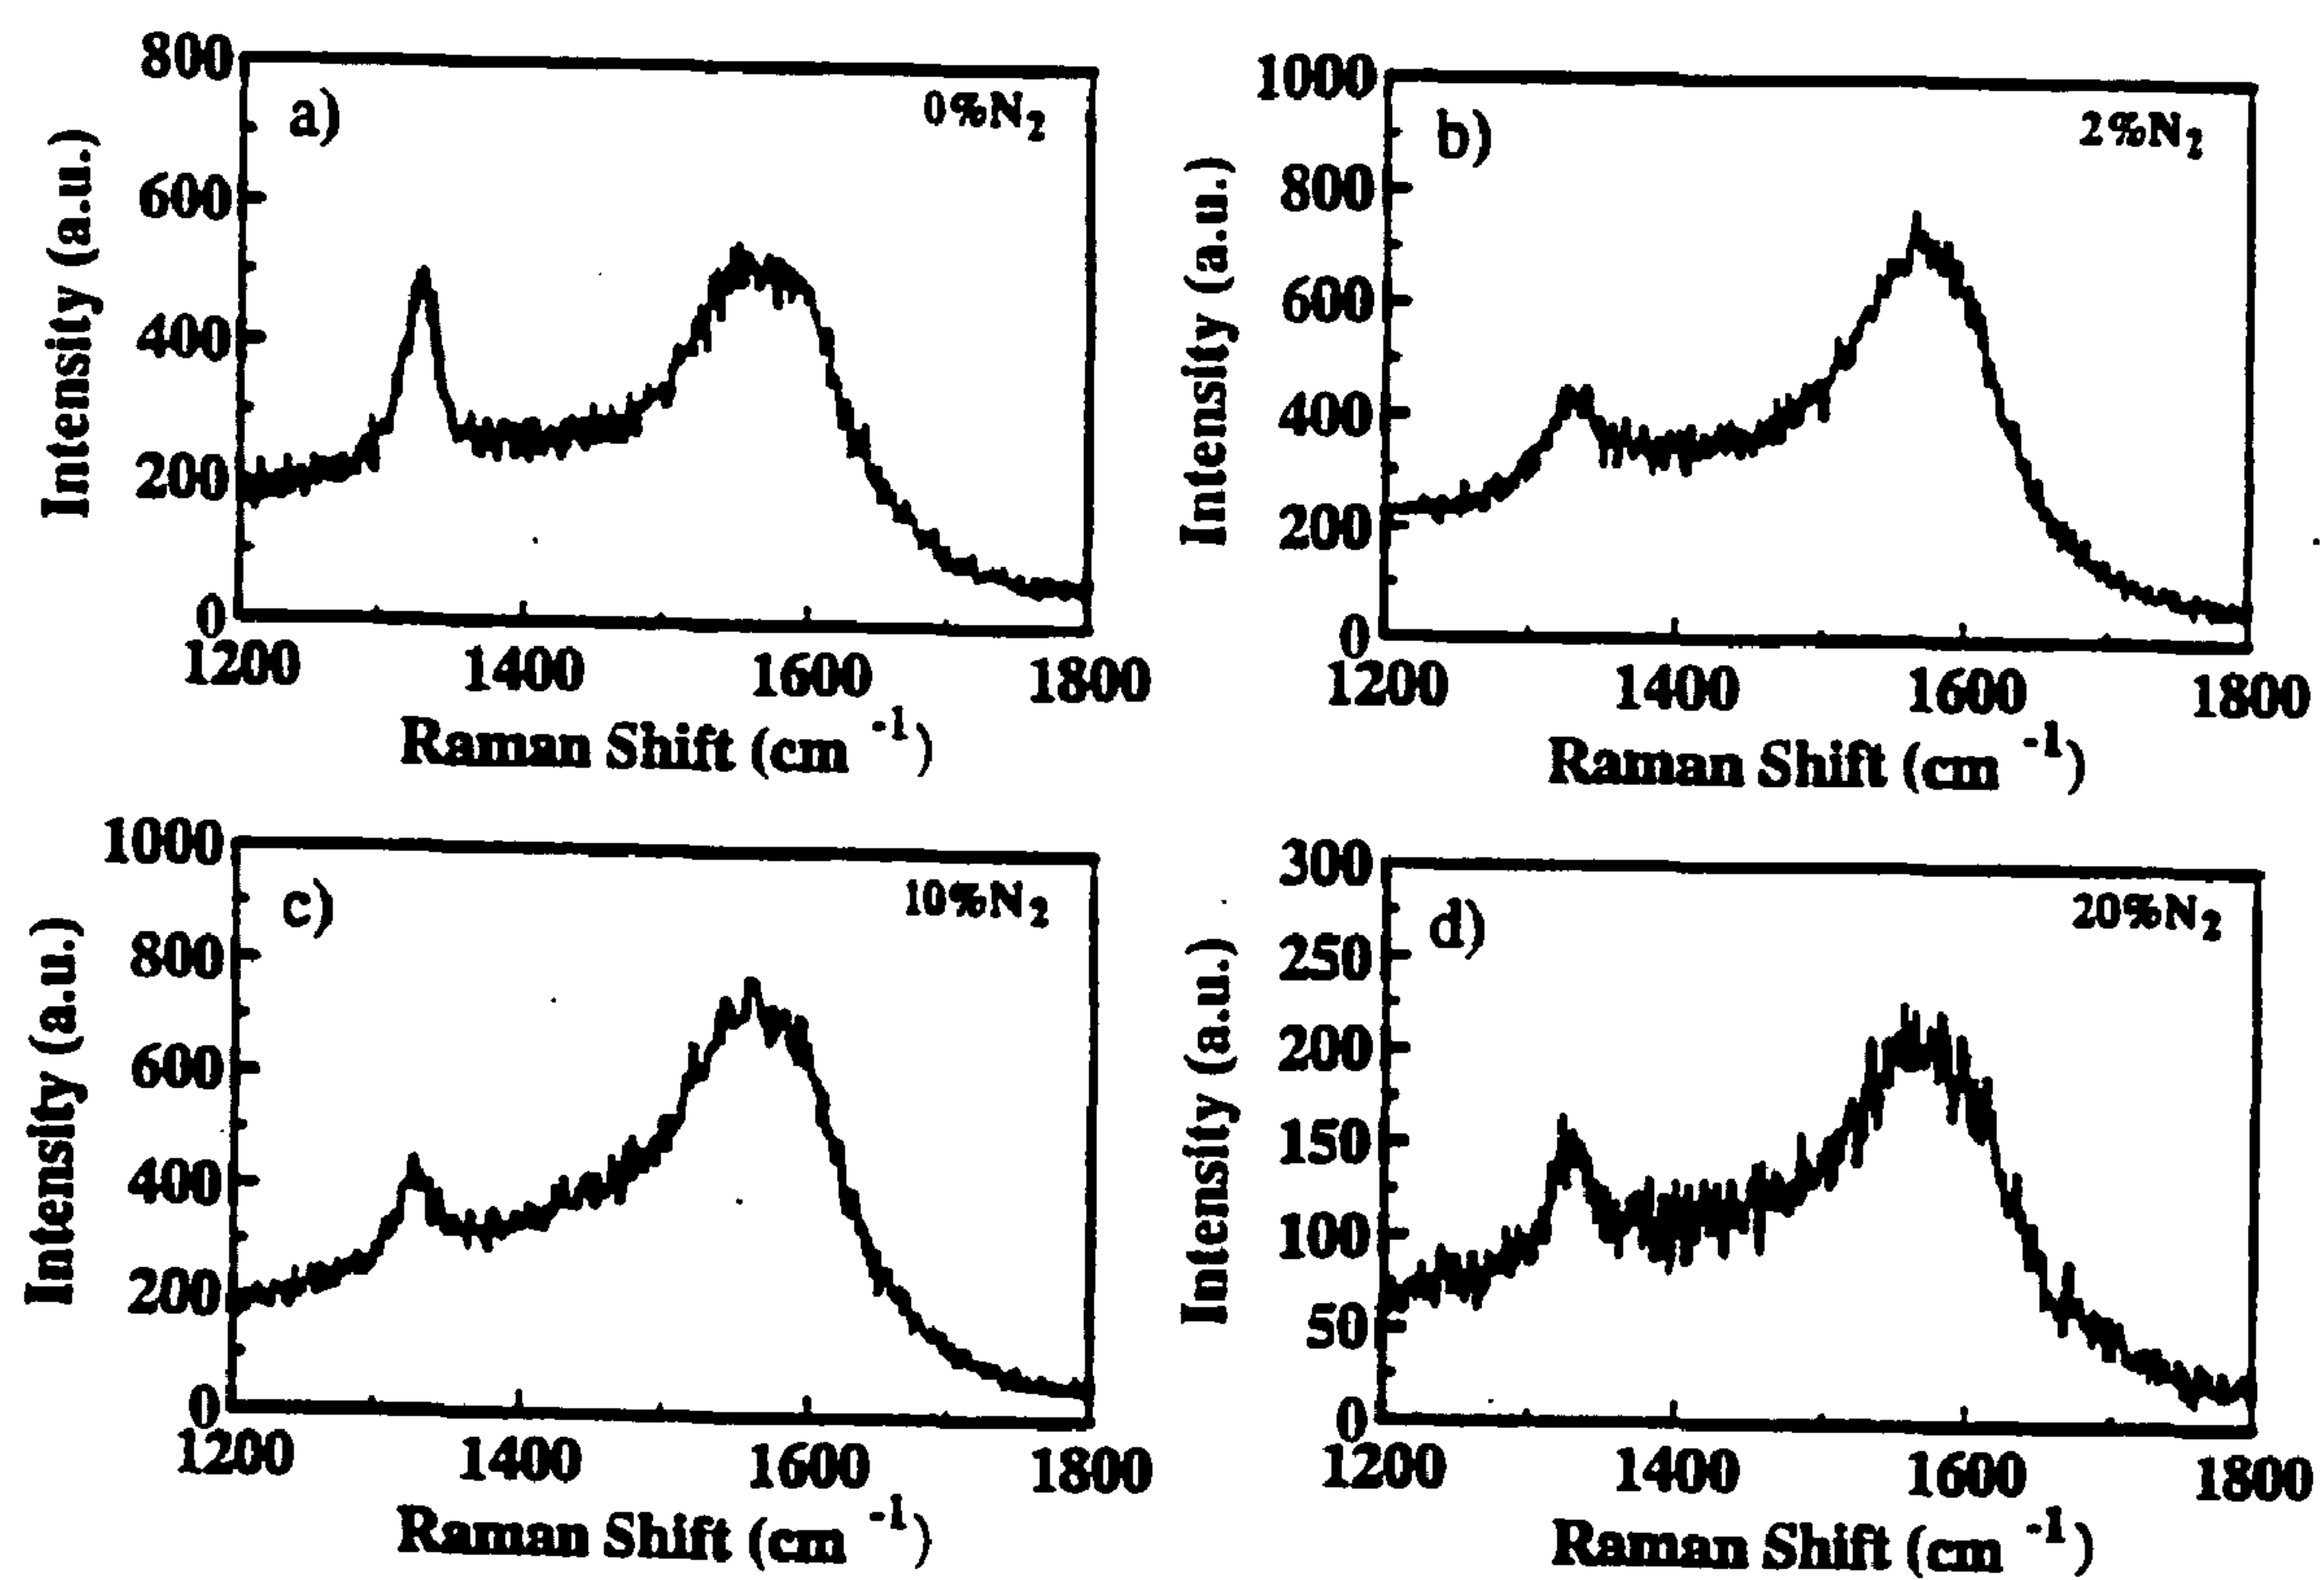 800
a)
0%N2
600
400
200
0
1200 1400 1600 1800
Intensity (a.u.)
Raman Shift (cm -1)
1000
b)
2%N2
800
600
400
200
0
1200 1400 1600 1800
Intensity (a.u.)
Raman Shift (cm -1)
1000
c)
10%N2
800
600
400
200
0
1200 1400 1600 1800
Intensity (a.u.)
Raman Shift (cm -1)
300
d)
20%N2
250
200
150
100
50
0
1200 1400 1600 1800
Intensity (a.u.)
Raman Shift (cm -1)